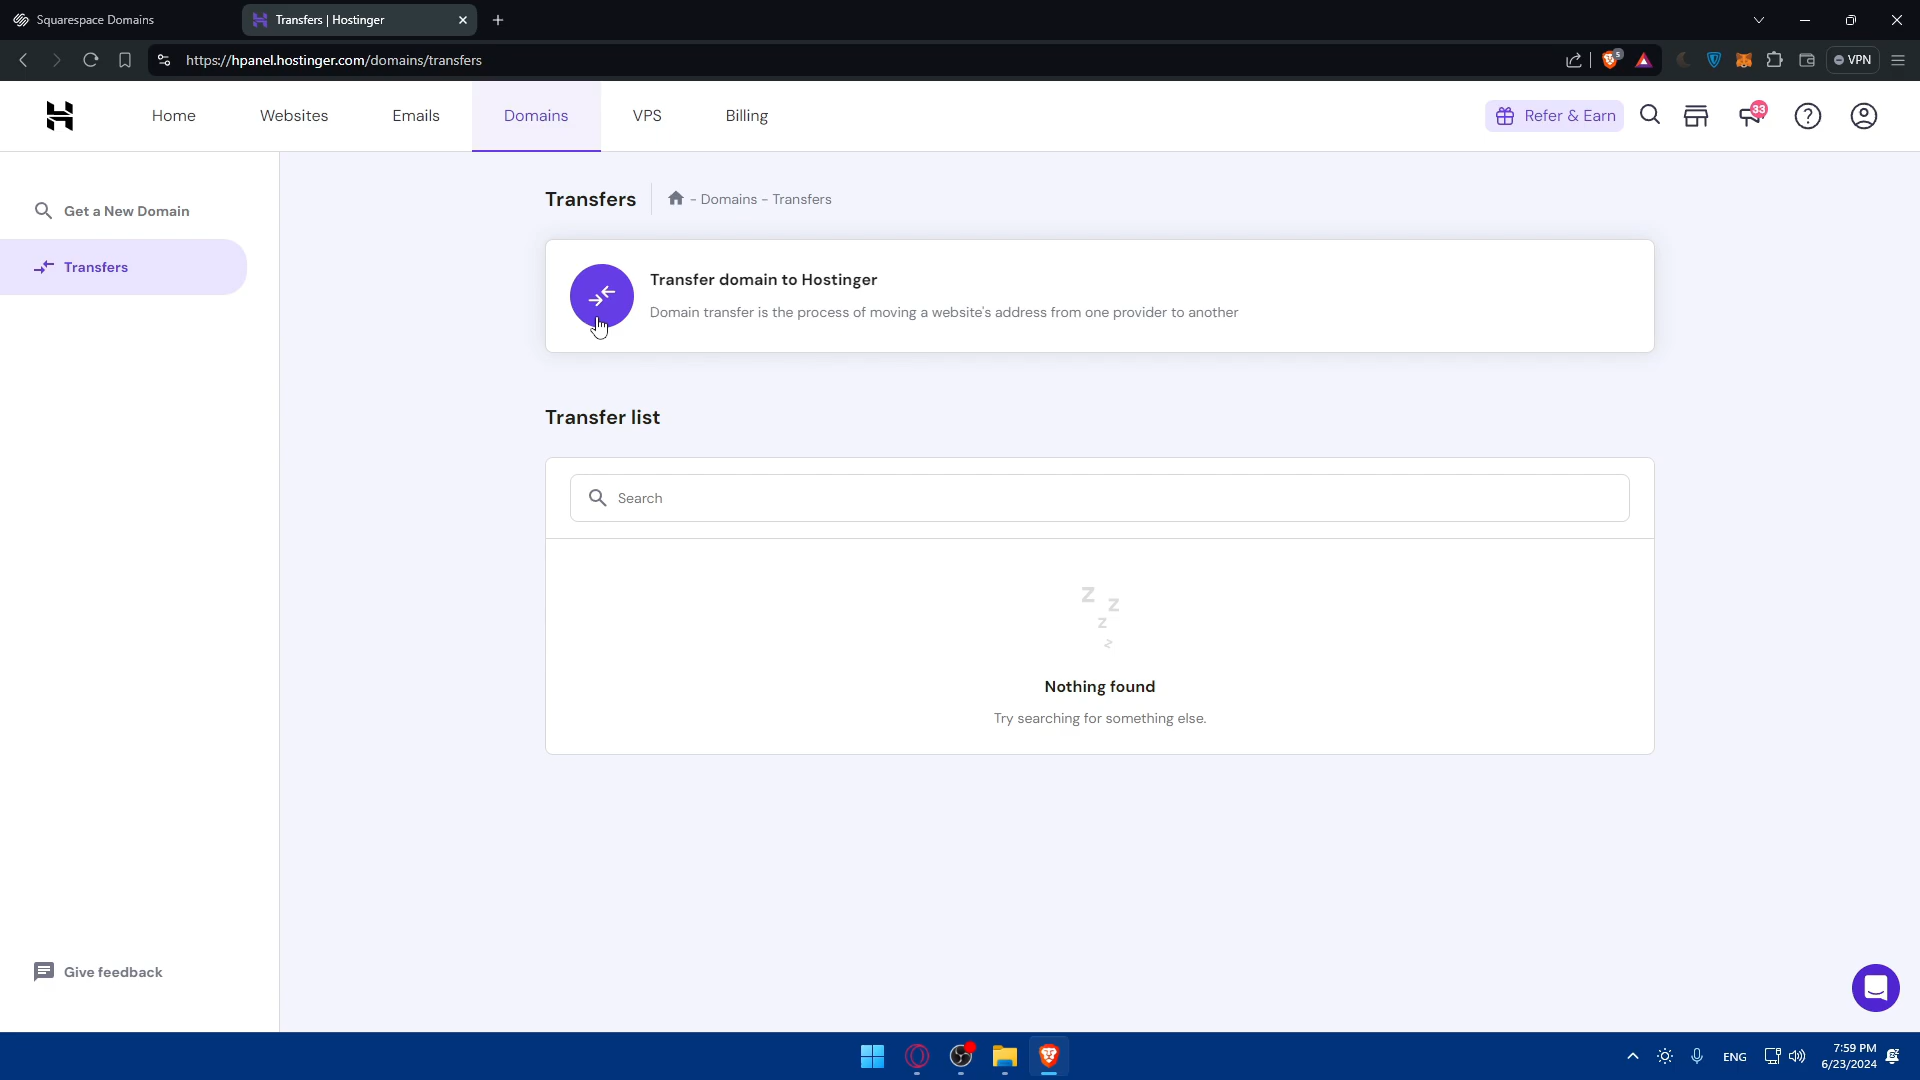 Squarespace Domains
Transfers | Hostinger
https://hpanel.hostinger.com/domains/transfers
5
VPN
Home
Websites
Emails
Domains
VPS
Billing
Refer & Earn
33
Get a New Domain
Transfers
Transfers
- Domains - Transfers
Transfer domain to Hostinger
Domain transfer is the process of moving a website's address from one provider to another
Transfer list
Search
Z
Z
Z
Z
Nothing found
Try searching for something else.
Give feedback
ENG
7:59 PM
6/23/2024